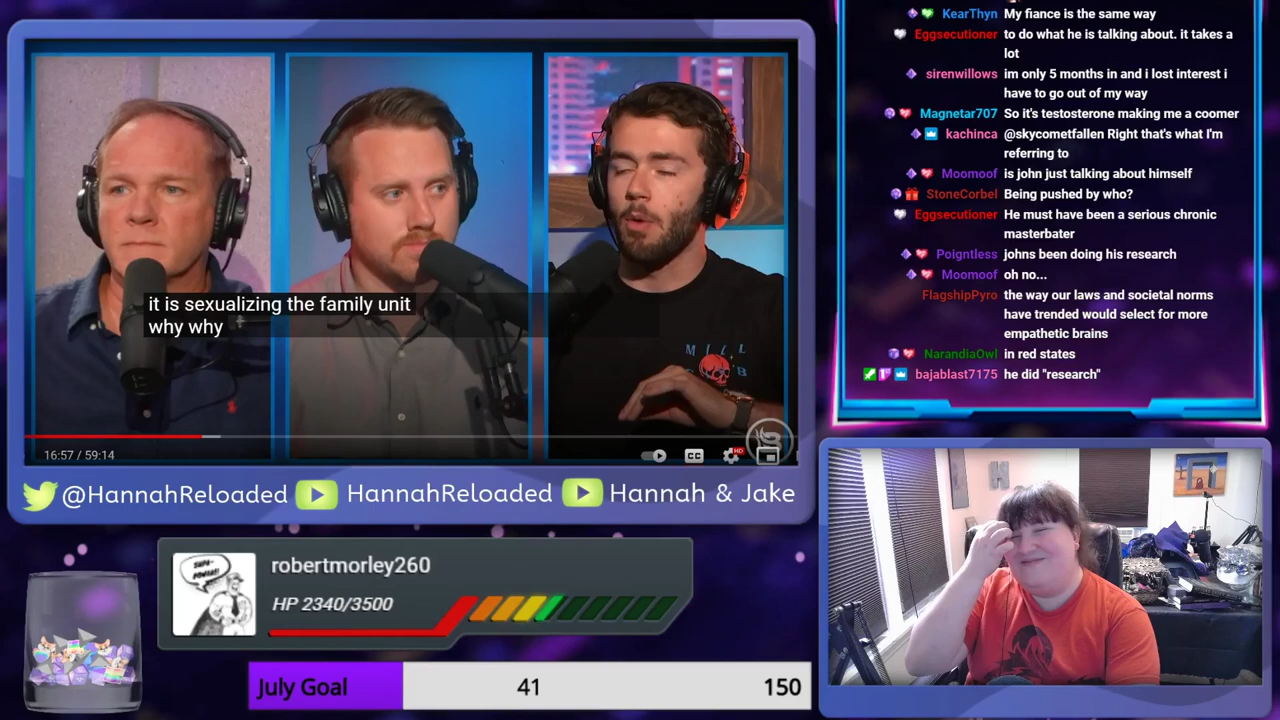 it is sexualizing the family unit
why why
16:57 / 59:14
CC
HD
@HannahReloaded
HannahReloaded
Hannah & Jake
robertmorley260
HP 2340/3500
July Goal
41
150
KearThyn My fiance is the same way
Eggsecutioner to do what he is talking about. it takes a
lot
sirenwillows im only 5 months in and i lost interest i
have to go out of my way
Magnetar707 So it's testosterone making me a coomer
kachinca @skycometfallen Right that's what I'm
referring to
Moomoof is john just talking about himself
StoneCorbel Being pushed by who?
Eggsecutioner He must have been a serious chronic
masterbater
Poigntless johns been doing his research
Moomoof oh no...
FlagshipPyro the way our laws and societal norms
have trended would select for more
empathetic brains
NarandiaOwl in red states
bajablast7175 he did "research"
H